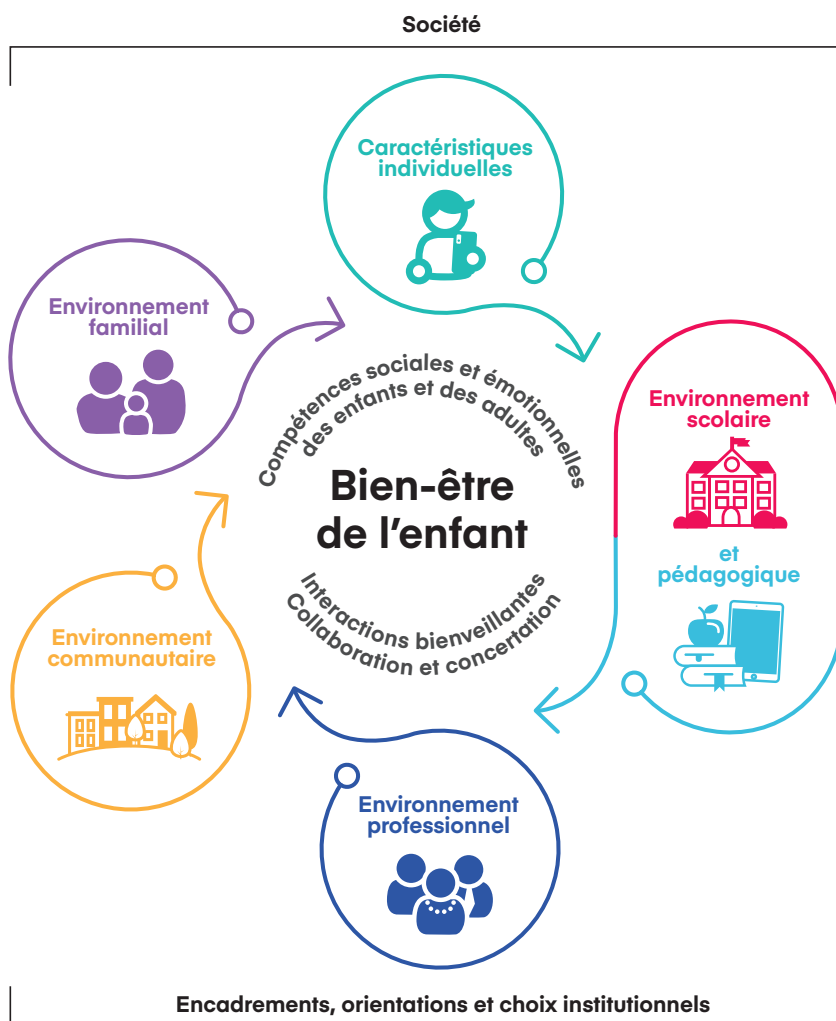 Société
Caractéristiques
individuelles
Environnement
familial
Compétences sociales et émotionnelles
des enfants et des adultes
Environnement
scolaire
Bien-être
de l'enfant
et
pédagogique
Interactions bienveillantes
Collaboration et concertation
Environnement
communautaire
Environnement
professionnel
Encadrements, orientations et choix institutionnels